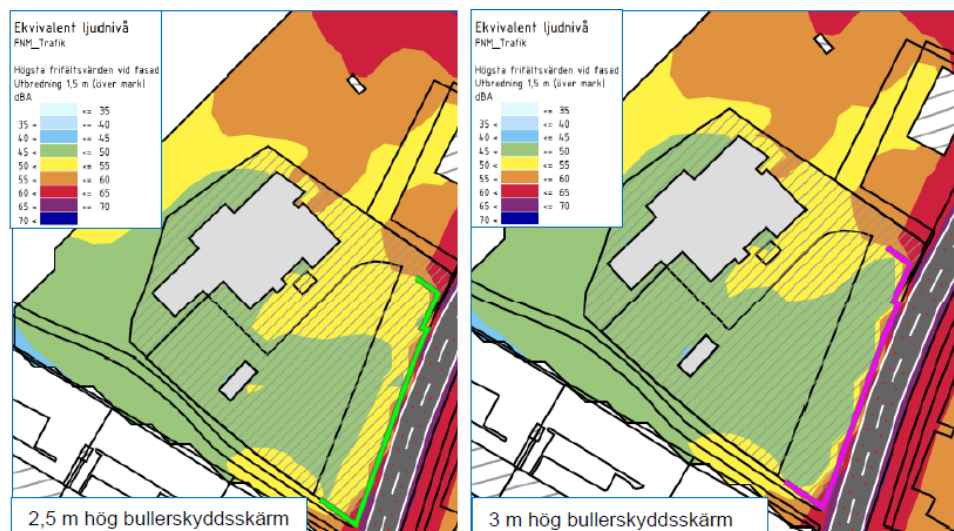 Ekvivalent ljudnivå
FNM_Trafik
Högsta frifältsvärden vid fasad
Utbredning 1,5 m (över mark)
dBA
<= 35
35 < <= 40
40 < <= 45
45 < <= 50
50 < <= 55
55 < <= 60
60 < <= 65
65 < <= 70
70 <
2,5 m hög bullerskyddsskärm
Ekvivalent ljudnivå
FNM_Trafik
Högsta frifältsvärden vid fasad
Utbredning 1,5 m (över mark)
dBA
<= 35
35 < <= 40
40 < <= 45
45 < <= 50
50 < <= 55
55 < <= 60
60 < <= 65
65 < <= 70
70 <
3 m hög bullerskyddsskärm